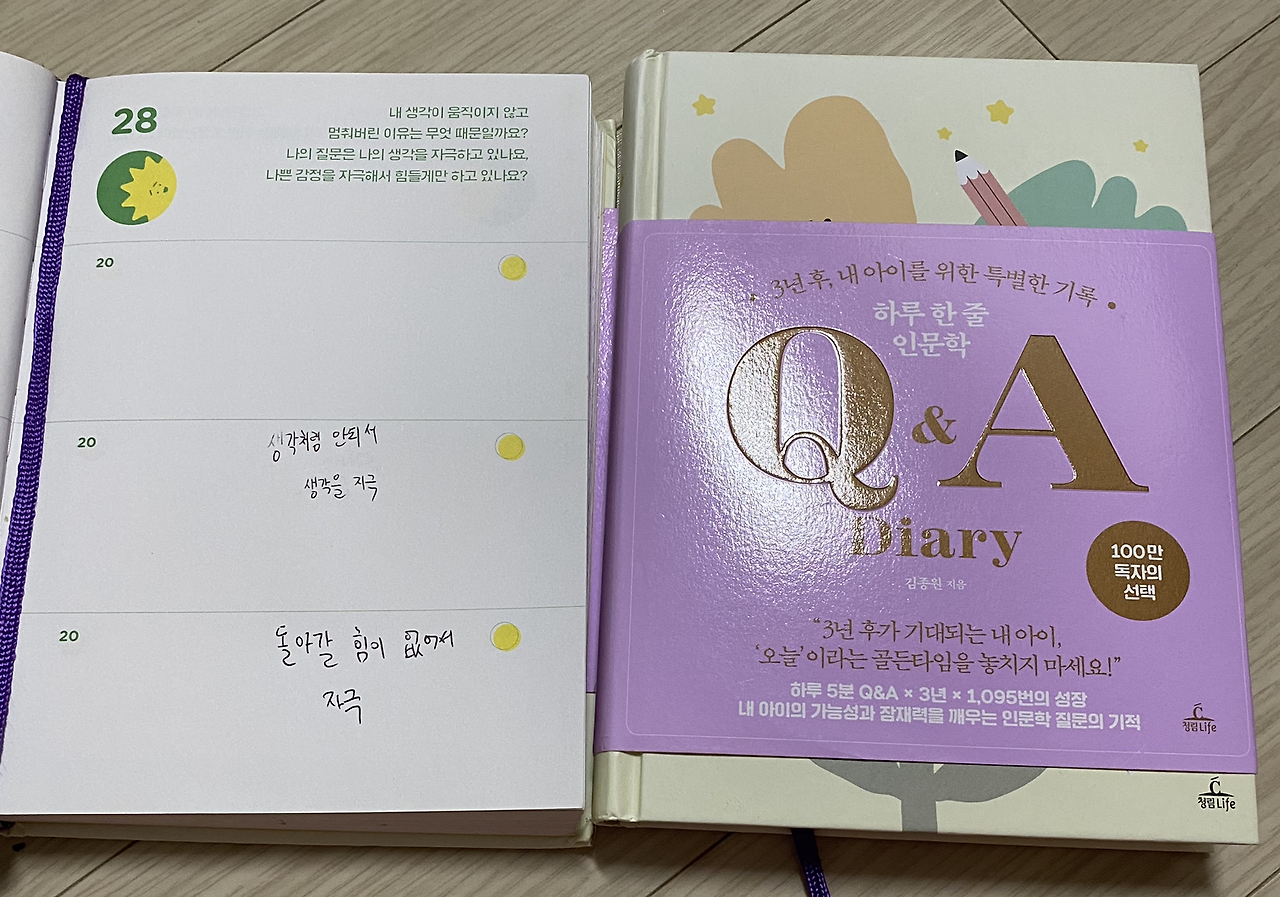 28
내 생각이 움직이지 않고
멈춰버린 이유는 무엇 때문일까요?
나의 질문은 나의 생각을 자극하고 있나요,
나쁜 감정을 자극해서 힘들게만 하고 있나요?
20
20
생각처럼 안되서
생각을 자극
20
돌아갈 힘이 없어서
자극
3년 후, 내 아이를 위한 특별한 기록
하루 한 줄
인문학
Q & A
Diary
김종원 지음
100만
독자의
선택
“3년 후가 기대되는 내 아이,
‘오늘’이라는 골든타임을 놓치지 마세요!”
하루 5분 Q&A × 3년 × 1,095번의 성장
내 아이의 가능성과 잠재력을 깨우는 인문학 질문의 기적
청림Life
청림Life